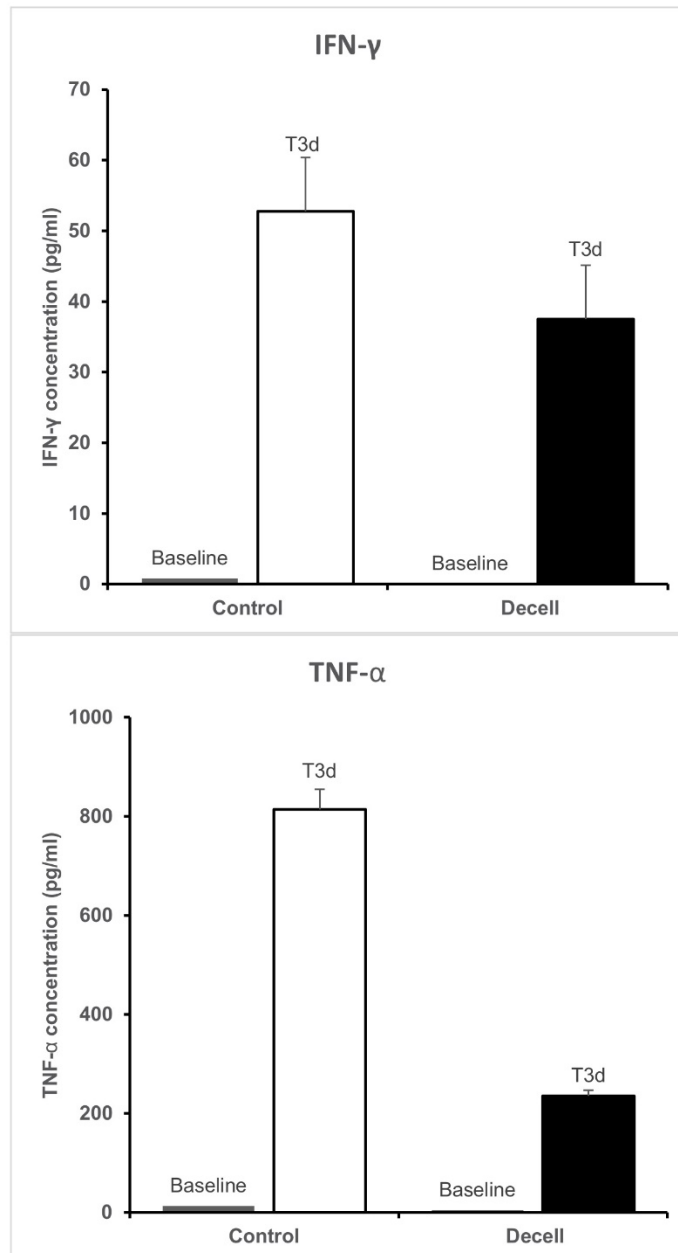 IFN-γ
70
60
50
40
30
20
10
0
IFN-γ concentration (pg/ml)
T3d
T3d
Baseline
Baseline
Control
Decell
TNF-α
1000
800
600
400
200
0
TNF-α concentration (pg/ml)
T3d
T3d
Baseline
Baseline
Control
Decell